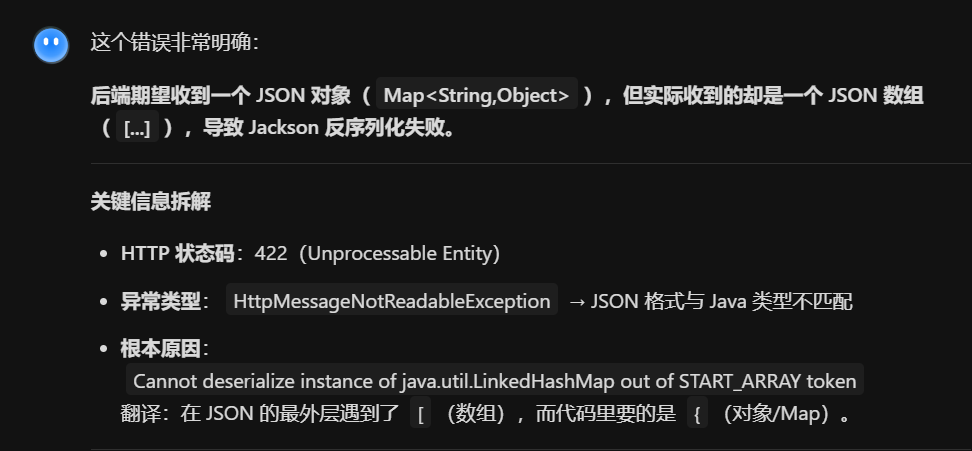 这个错误非常明确：
后端期望收到一个 JSON 对象（ Map<String,Object> ），但实际收到的却是一个 JSON 数组
（ [...] ），导致 Jackson 反序列化失败。
关键信息拆解
• HTTP 状态码：422（Unprocessable Entity）
• 异常类型： HttpMessageNotReadableException → JSON 格式与 Java 类型不匹配
• 根本原因：
Cannot deserialize instance of java.util.LinkedHashMap out of START_ARRAY token
翻译：在 JSON 的最外层遇到了 [ （数组），而代码里要的是 { （对象/Map）。